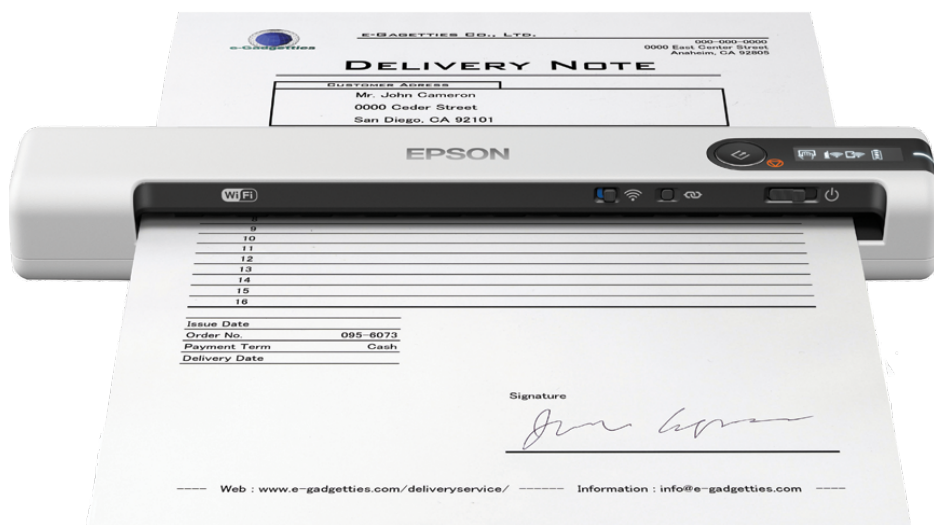 e-Gadgetties
e-Gagetties Co., Ltd.
000-000-0000
0000 East Center Street
Anaheim, CA 92805
Delivery Note
Customer Adress
Mr. John Cameron
0000 Ceder Street
San Diego, CA 92101
EPSON
WiFi
8
9
10
11
12
13
14
15
16
Issue Date
Order No. 095-6073
Payment Term Cash
Delivery Date
Signature
Web : www.e-gadgetties.com/deliveryservice/ Information : info@e-gadgetties.com